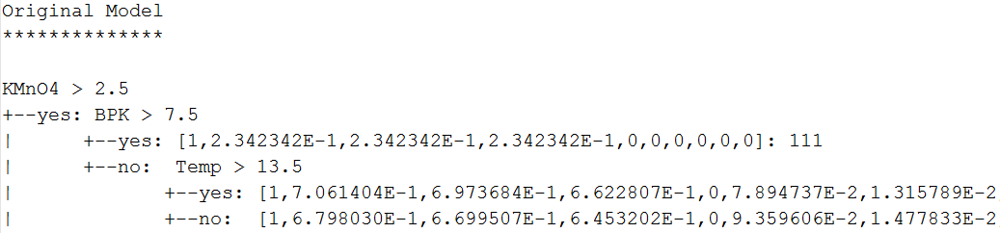 Original Model
**************
KMnO4 > 2.5
+--yes: BPK > 7.5
|       +--yes: [1,2.342342E-1,2.342342E-1,2.342342E-1,0,0,0,0,0,0]: 111
|       +--no:  Temp > 13.5
|               +--yes: [1,7.061404E-1,6.973684E-1,6.622807E-1,0,7.894737E-2,1.315789E-2
|               +--no:  [1,6.798030E-1,6.699507E-1,6.453202E-1,0,9.359606E-2,1.477833E-2